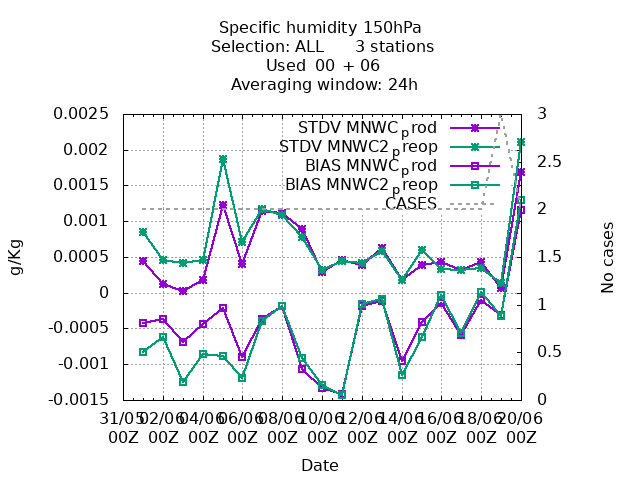 Specific humidity 150hPa
Selection: ALL 3 stations
Used 00 + 06
Averaging window: 24h
0.0025
0.002
0.0015
0.001
0.0005
0
-0.0005
-0.001
-0.0015
g/Kg
3
2.5
2
1.5
1
0.5
0
No cases
STDV MNWC_prod
STDV MNWC2_preop
BIAS MNWC_prod
BIAS MNWC2_preop
CASES
31/05 02/06 04/06 06/06 08/06 10/06 12/06 14/06 16/06 18/06 20/06
00Z 00Z 00Z 00Z 00Z 00Z 00Z 00Z 00Z 00Z 00Z
Date